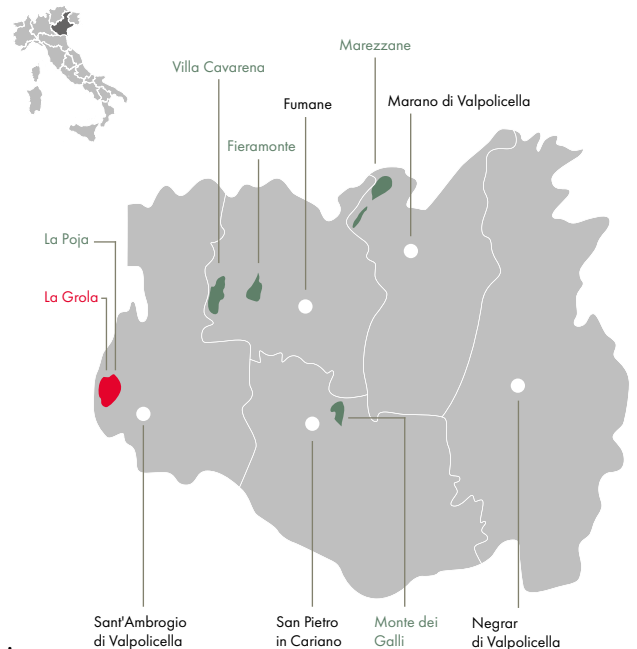 Marezzane
Villa Cavarena
Fumane
Marano di Valpolicella
Fieramonte
La Poja
La Grola
Sant'Ambrogio
di Valpolicella
San Pietro
in Cariano
Monte dei
Galli
Negrar
di Valpolicella